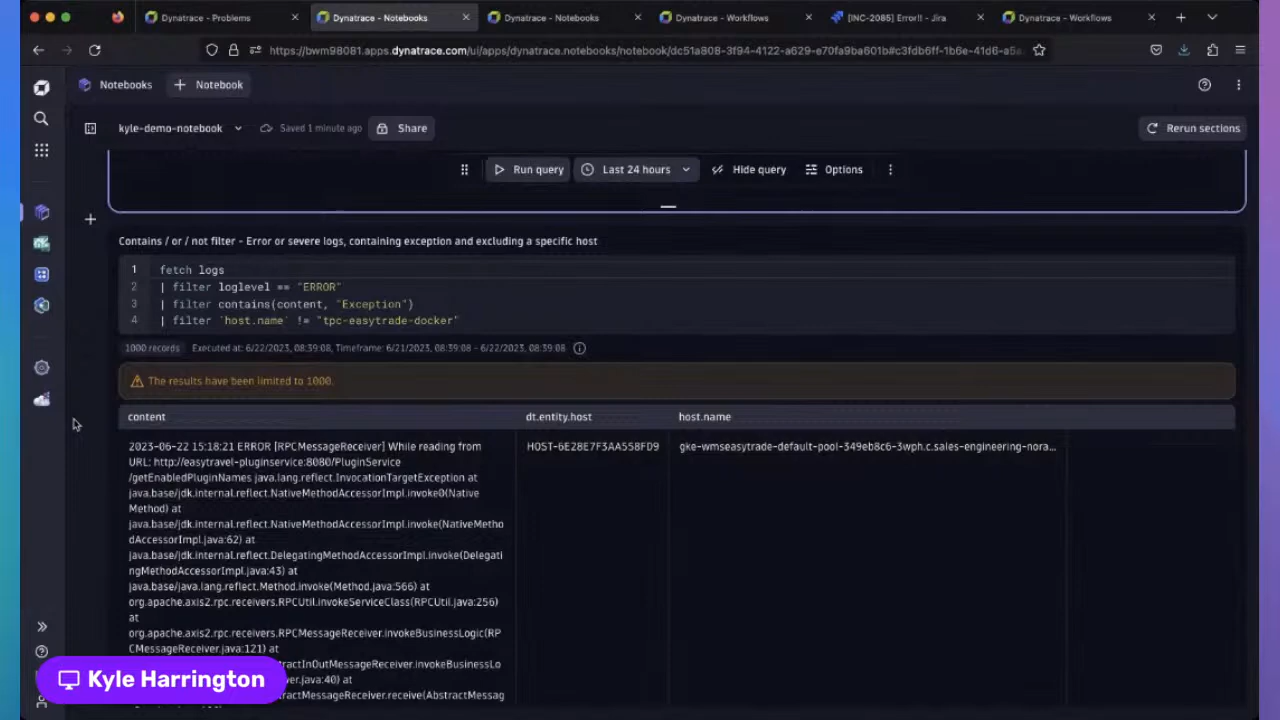 Dynatrace - Problems
Dynatrace - Notebooks
Dynatrace - Notebooks
Dynatrace - Workflows
[INC-2085] Error!! - Jira
Dynatrace - Workflows
https://bwm98081.apps.dynatrace.com/ui/apps/dynatrace.notebooks/notebook/dc51a808-3f94-4122-a629-e70fa9ba601b#c3fdb6ff-1b6e-41d6-a5a
Notebooks
Notebook
kyle-demo-notebook
Saved 1 minute ago
Share
Rerun sections
Run query
Last 24 hours
Hide query
Options
Contains / or / not filter - Error or severe logs, containing exception and excluding a specific host
1 fetch logs
2 | filter loglevel == "ERROR"
3 | filter contains(content, "Exception")
4 | filter `host.name` != "tpc-easytrade-docker"
1000 records Executed at: 6/22/2023, 08:39:08, Timeframe: 6/21/2023, 08:39:08 - 6/22/2023, 08:39:08
The results have been limited to 1000.
content dt.entity.host host.name
2023-06-22 15:18:21 ERROR [RPCMessageReceiver] While reading from
URL: http://easytravel-pluginservice:8080/PluginService
/getEnabledPluginNames java.lang.reflect.InvocationTargetException at
java.base/jdk.internal.reflect.NativeMethodAccessorImpl.invoke0(Native
Method) at
java.base/jdk.internal.reflect.NativeMethodAccessorImpl.invoke(NativeMetho
dAccessorImpl.java:62) at
java.base/jdk.internal.reflect.DelegatingMethodAccessorImpl.invoke(Delegati
ngMethodAccessorImpl.java:43) at
java.base/java.lang.reflect.Method.invoke(Method.java:566) at
org.apache.axis2.rpc.receivers.RPCUtil.invokeServiceClass(RPCUtil.java:256)
at
org.apache.axis2.rpc.receivers.RPCMessageReceiver.invokeBusinessLogic(RP
CMessageReceiver.java:121) at
tractInOutMessageReceiver.invokeBusinessLo
java:40) at
tractMessageReceiver.receive(AbstractMessag
HOST-6E28E7F3AA558FD9
gke-wmseasytrade-default-pool-349eb8c6-3wph.c.sales-engineering-nora...
Kyle Harrington